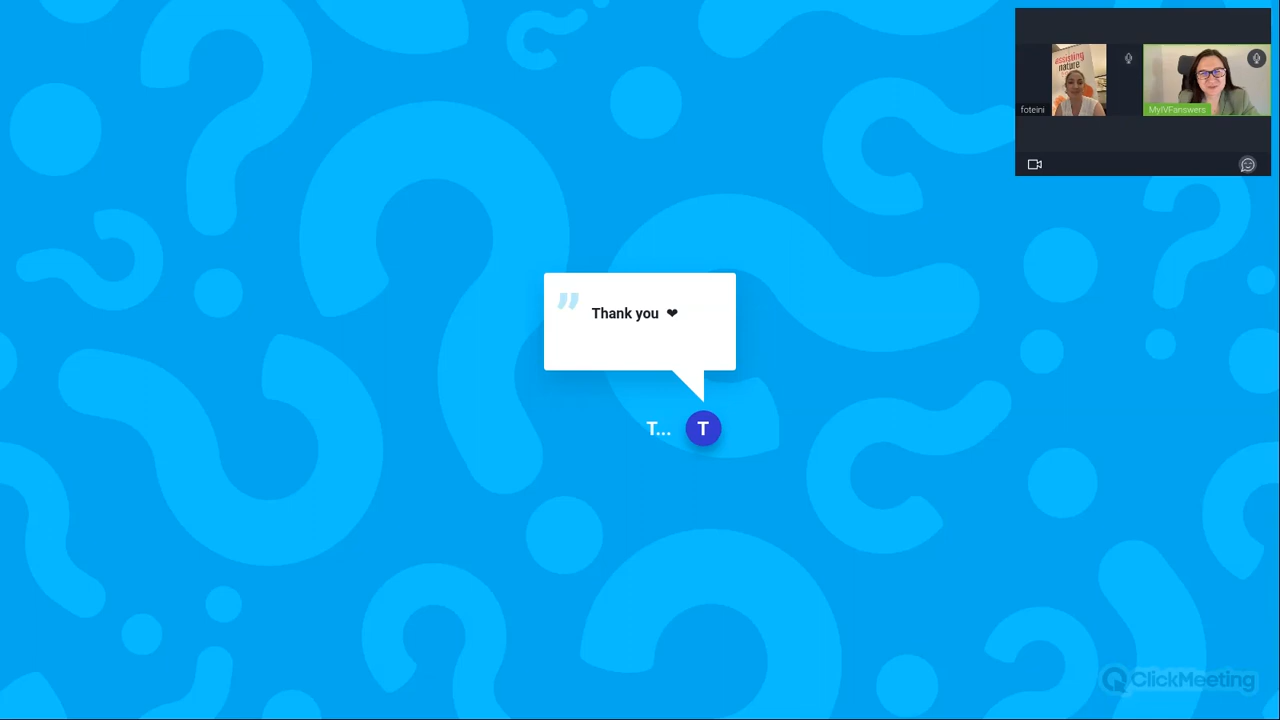 assisting
nature
foteini
MyIVFanswers
Thank you ❤
T...
T
ClickMeeting